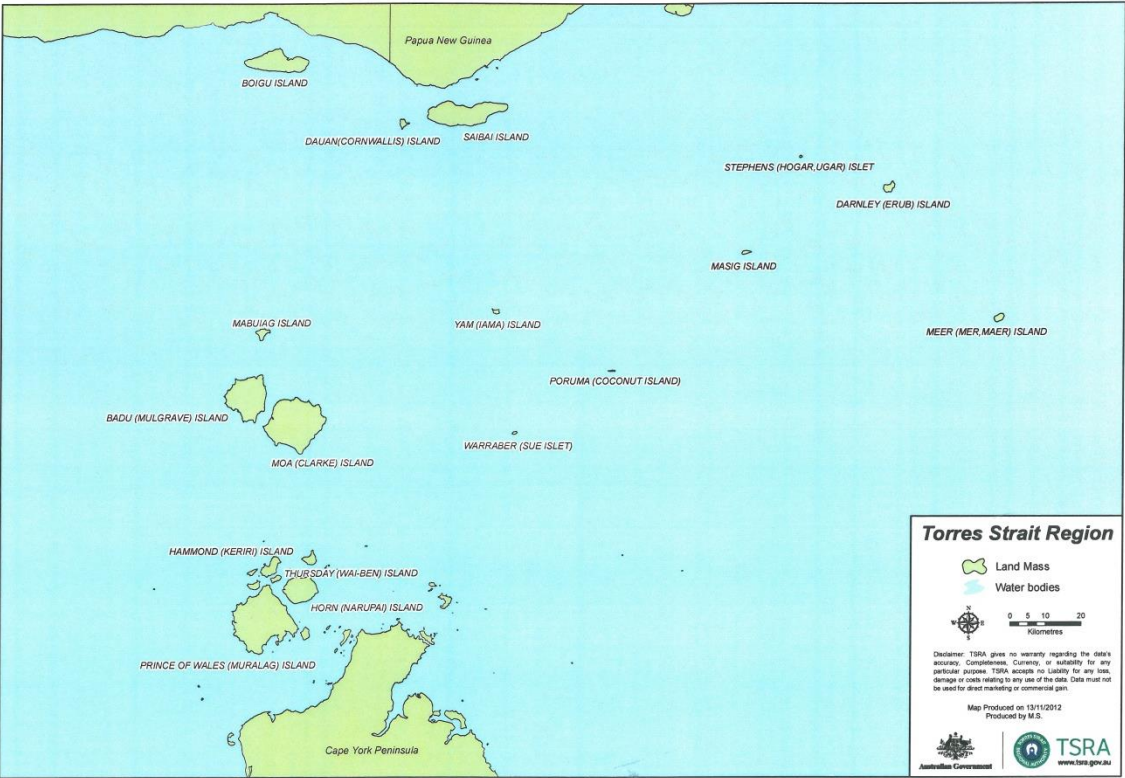 Papua New Guinea
BOIGU ISLAND
DAUAN(CORNWALLIS) ISLAND
SAIBAI ISLAND
STEPHENS (HOGAR,UGAR) ISLET
DARNLEY (ERUB) ISLAND
MASIG ISLAND
MABUIAG ISLAND
YAM (IAMA) ISLAND
MEER (MER,MAER) ISLAND
PORUMA (COCONUT ISLAND)
BADU (MULGRAVE) ISLAND
WARRABER (SUE ISLET)
MOA (CLARKE) ISLAND
HAMMOND (KERIRI) ISLAND
THURSDAY (WAI-BEN) ISLAND
HORN (NARUPAI) ISLAND
PRINCE OF WALES (MURALAG) ISLAND
Cape York Peninsula
Torres Strait Region
Land Mass
Water bodies
N
W E
S
0 5 10 20
Kilometres
Disclaimer: TSRA gives no warranty regarding the data's
accuracy, Completeness, Currency, or suitability for any
particular purpose. TSRA accepts no Liability for any loss,
damage or costs relating to any use of the data. Data must not
be used for direct marketing or commercial gain.
Map Produced on 13/11/2012
Produced by M.S.
Australian Government
TSRA
www.tsra.gov.au